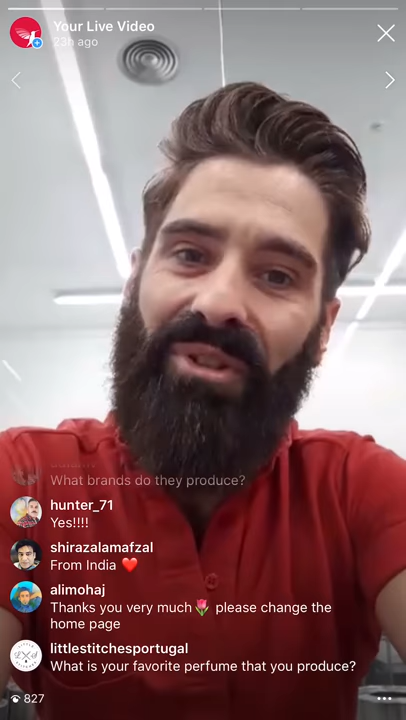 Your Live Video
23h ago
What brands do they produce?
hunter_71
Yes!!!!
shirazalamafzal
From India ❤️
alimohaj
Thanks you very much🌷 please change the
home page
littlestitchesportugal
What is your favorite perfume that you produce?
827